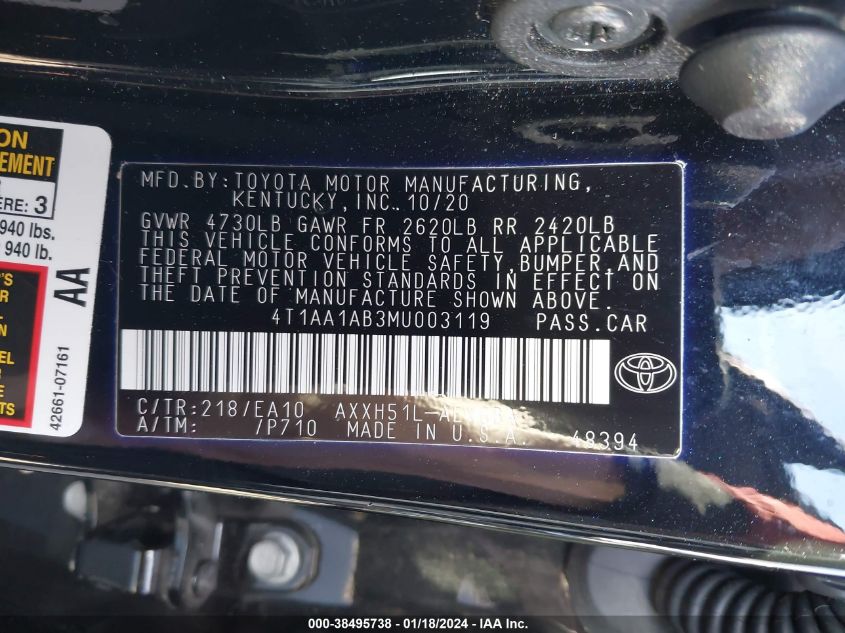 ON
EMENT
ERE: 3
940 lbs.
940 lb.
AA
'S
R
EL
E
TS
42661-07161
MFD.BY:TOYOTA MOTOR MANUFACTURING,
KENTUCKY, INC. 10/20
GVWR 4730LB GAWR FR 2620LB RR 2420LB
THIS VEHICLE CONFORMS TO ALL APPLICABLE
FEDERAL MOTOR VEHICLE SAFETY,BUMPER,AND
THEFT PREVENTION STANDARDS IN EFFECT ON
THE DATE OF MANUFACTURE SHOWN ABOVE.
4T1AA1AB3MU003119 PASS.CAR
C/TR:218/EA10 AXXH51L-
A/TM: /P710 MADE IN U.S.A. 48394
000-38495738 - 01/18/2024 - IAA Inc.